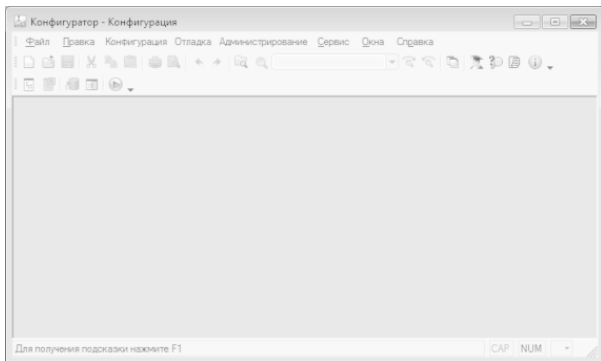 Конфигуратор - Конфигурация
Файл Правка Конфигурация Отладка Администрирование Сервис Окна Справка
Для получения подсказки нажмите F1 CAP NUM